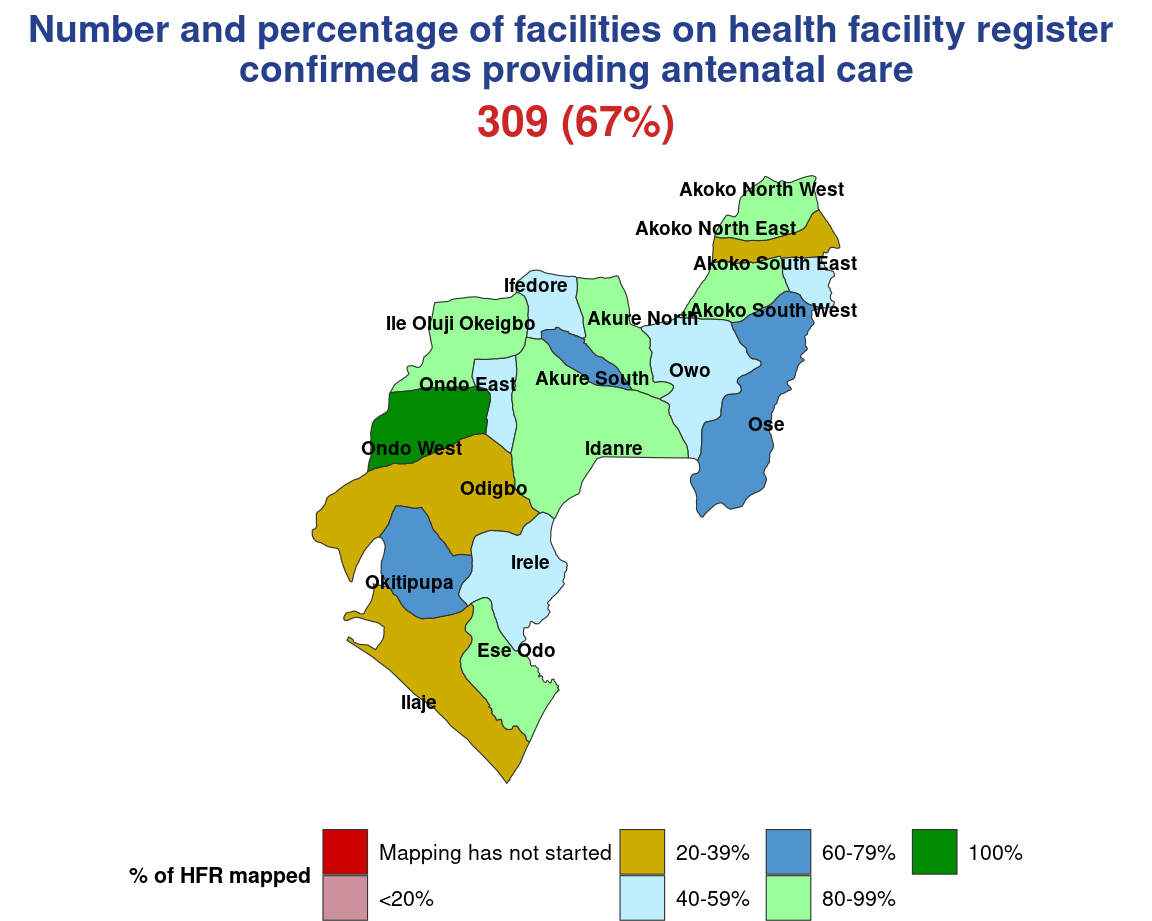 Number and percentage of facilities on health facility register
confirmed as providing antenatal care
309 (67%)
Akoko North West
Akoko North East
Akoko South East
Ifedore
Akoko South West
Ile Oluji Okeigbo
Akure North
Owo
Ondo East
Akure South
Ose
Ondo West
Idanre
Odigbo
Irele
Okitipupa
Ese Odo
Ilaje
% of HFR mapped
Mapping has not started
<20%
20-39%
40-59%
60-79%
80-99%
100%